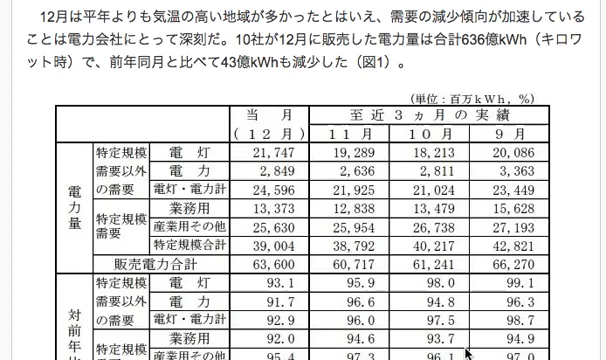 12月は平年よりも気温の高い地域が多かったとはいえ、需要の減少傾向が加速している
ことは電力会社にとって深刻だ。10社が12月に販売した電力量は合計636億kWh（キロワ
ット時）で、前年同月と比べて43億kWhも減少した（図1）。
（単位：百万ｋＷｈ，％）
当　月 至 近 ３ ヵ 月 の 実 績
（１２月） １１月 １０月 ９月
電力量
特定規模需要以外の需要
電　灯 21,747 19,289 18,213 20,086
電　力 2,849 2,636 2,811 3,363
電灯・電力計 24,596 21,925 21,024 23,449
特定規模需要
業務用 13,373 12,838 13,479 15,628
産業用その他 25,630 25,954 26,738 27,193
特定規模合計 39,004 38,792 40,217 42,821
販売電力合計 63,600 60,717 61,241 66,270
対前年
特定規模需要以外の需要
電　灯 93.1 95.9 98.0 99.1
電　力 91.7 96.6 94.8 96.3
電灯・電力計 92.9 96.0 97.5 98.7
特定規模
業務用 92.0 94.6 93.7 94.9
産業用その他 95.4 97.3 96.1 97.0